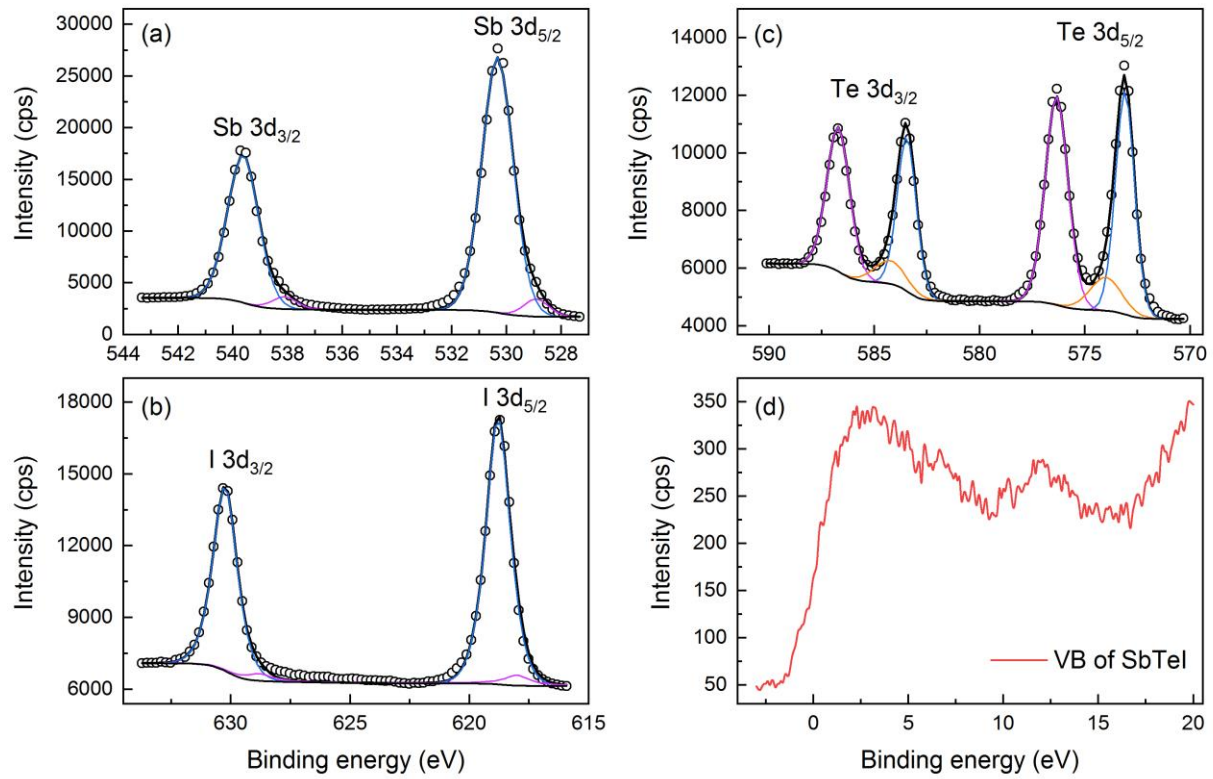 (a)
Sb 3d5/2
Sb 3d3/2
Intensity (cps)
30000
25000
20000
15000
10000
5000
0
544 542 540 538 536 534 532 530 528
(c)
Te 3d5/2
Te 3d3/2
Intensity (cps)
14000
12000
10000
8000
6000
4000
590 585 580 575 570
(b)
I 3d5/2
I 3d3/2
Intensity (cps)
18000
15000
12000
9000
6000
630 625 620 615
Binding energy (eV)
(d)
Intensity (cps)
350
300
250
200
150
100
50
0 5 10 15 20
VB of SbTeI
Binding energy (eV)